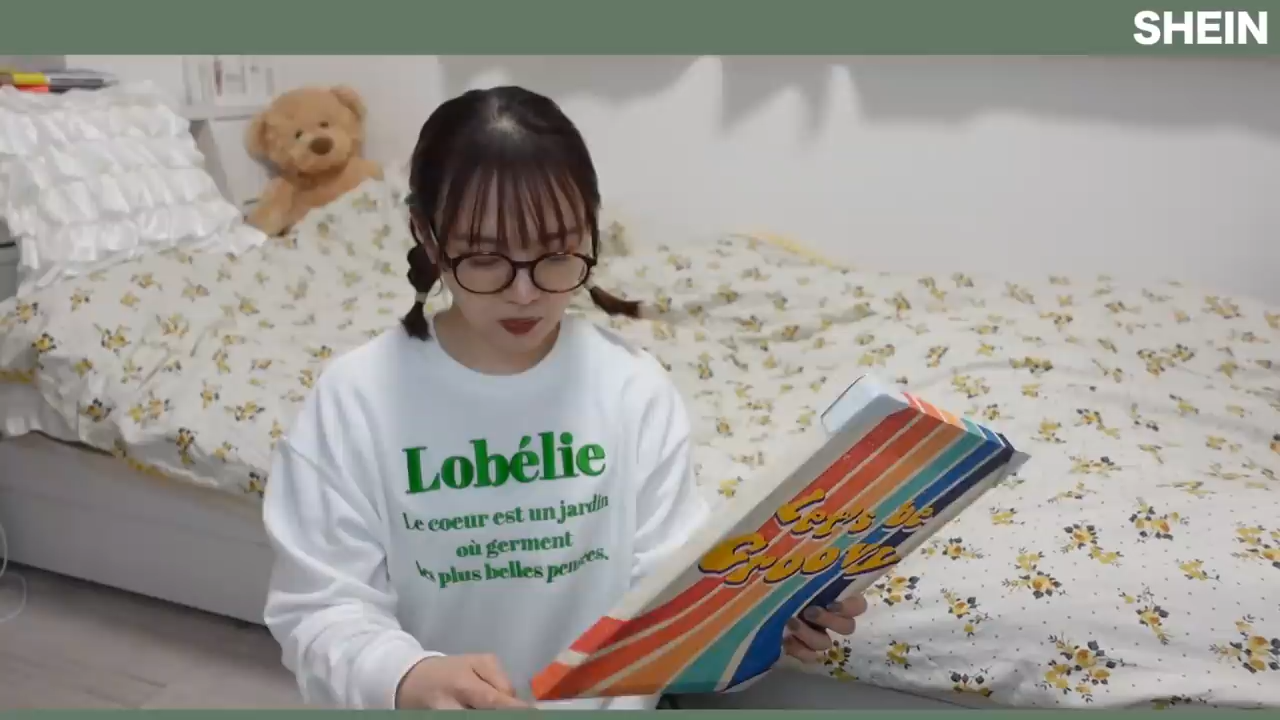 SHEIN
Lobélie
Le coeur est un jardin
où germent
les plus belles pensées,
Let's be
GROOVY